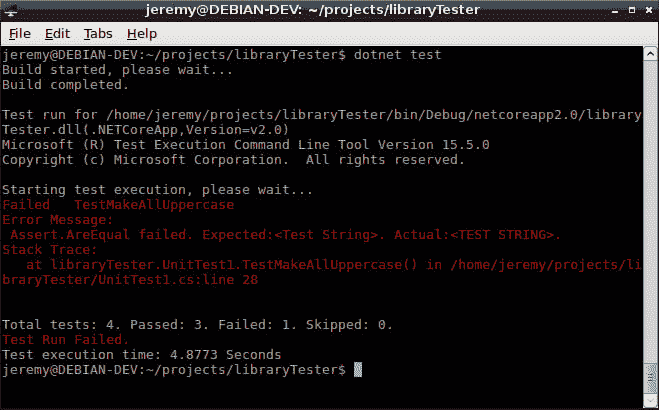 jeremy@DEBIAN-DEV: ~/projects/libraryTester
File Edit Tabs Help
jeremy@DEBIAN-DEV:~/projects/libraryTester$ dotnet test
Build started, please wait...
Build completed.
Test run for /home/jeremy/projects/libraryTester/bin/Debug/netcoreapp2.0/library
Tester.dll(.NETCoreApp,Version=v2.0)
Microsoft (R) Test Execution Command Line Tool Version 15.5.0
Copyright (c) Microsoft Corporation.  All rights reserved.
Starting test execution, please wait...
Failed   TestMakeAllUppercase
Error Message:
 Assert.AreEqual failed. Expected:<Test String>. Actual:<TEST STRING>.
Stack Trace:
   at libraryTester.UnitTest1.TestMakeAllUppercase() in /home/jeremy/projects/li
braryTester/UnitTest1.cs:line 28
Total tests: 4. Passed: 3. Failed: 1. Skipped: 0.
Test Run Failed.
Test execution time: 4.8773 Seconds
jeremy@DEBIAN-DEV:~/projects/libraryTester$